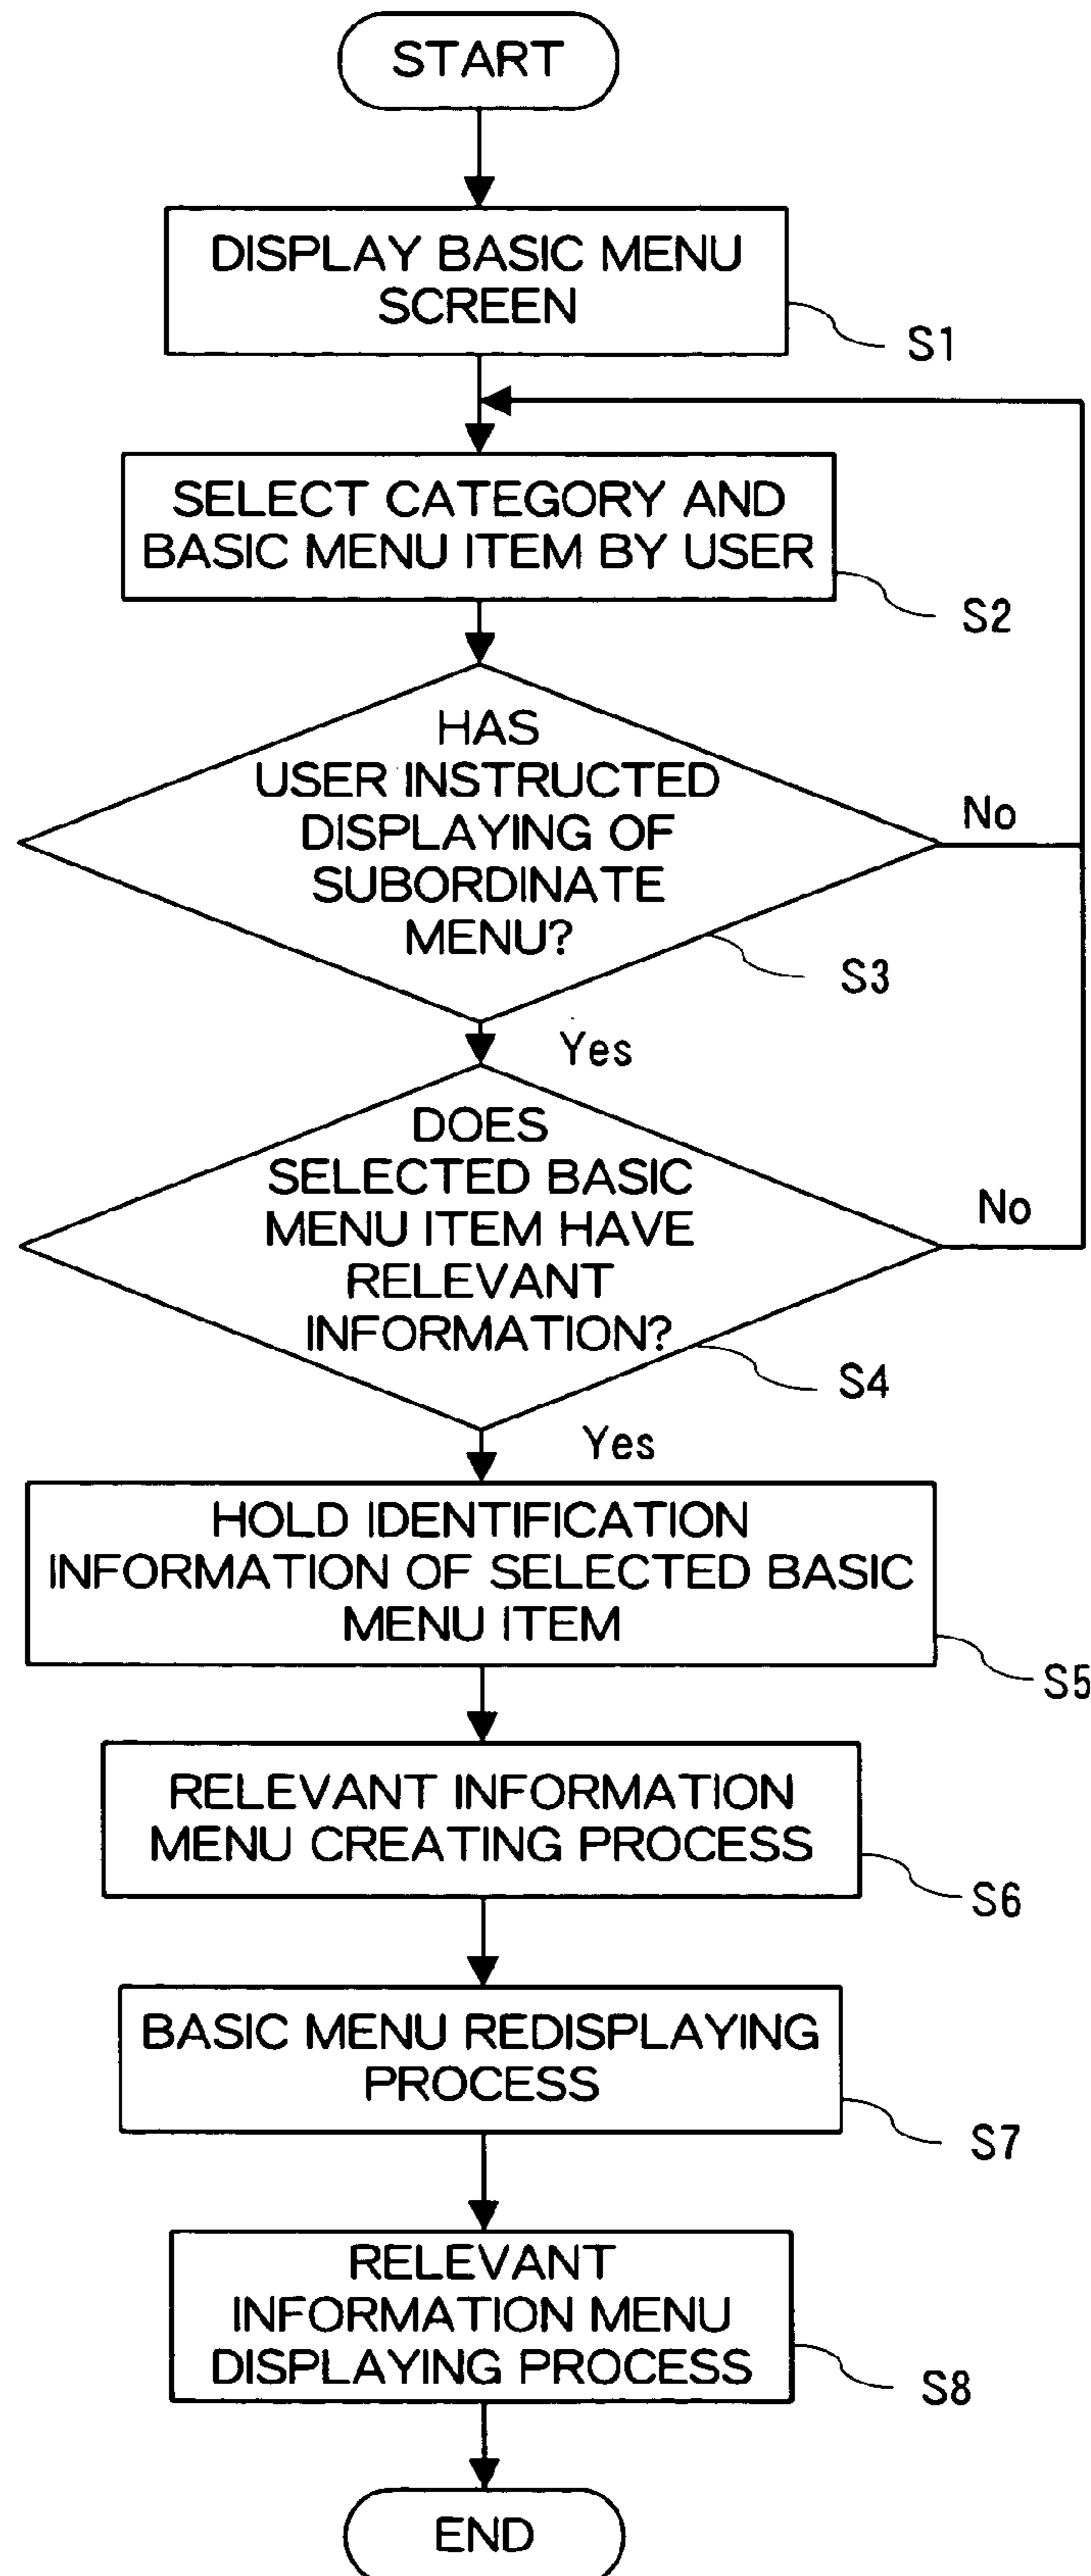 START
DISPLAY BASIC MENU
SCREEN
S1
SELECT CATEGORY AND
BASIC MENU ITEM BY USER
S2
HAS
USER INSTRUCTED
DISPLAYING OF
SUBORDINATE
MENU?
No
S3
Yes
DOES
SELECTED BASIC
MENU ITEM HAVE
RELEVANT
INFORMATION?
No
S4
Yes
HOLD IDENTIFICATION
INFORMATION OF SELECTED BASIC
MENU ITEM
S5
RELEVANT INFORMATION
MENU CREATING PROCESS
S6
BASIC MENU REDISPLAYING
PROCESS
S7
RELEVANT
INFORMATION MENU
DISPLAYING PROCESS
S8
END